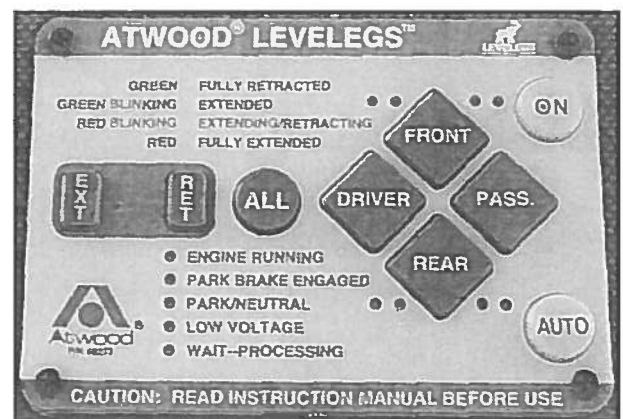 ATWOOD® LEVELEGS™
LEVELEGS
GREEN FULLY RETRACTED
GREEN BLINKING EXTENDED
RED BLINKING EXTENDING/RETRACTING
RED FULLY EXTENDED
ON
FRONT
EXT
RET
ALL
DRIVER
PASS.
REAR
ENGINE RUNNING
PARK BRAKE ENGAGED
PARK/NEUTRAL
LOW VOLTAGE
WAIT--PROCESSING
Atwood®
AUTO
CAUTION: READ INSTRUCTION MANUAL BEFORE USE